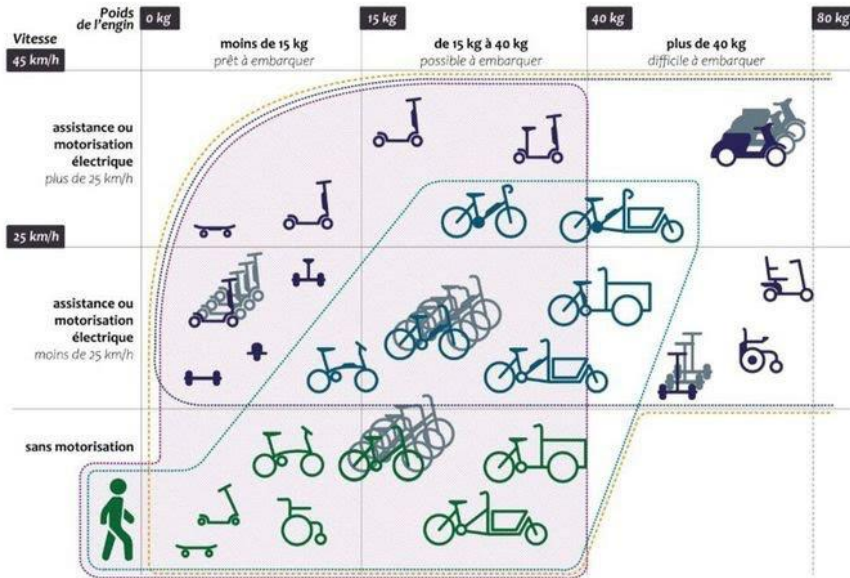 Poids
de l'engin
0 kg
15 kg
40 kg
80 kg
Vitesse
45 km/h
moins de 15 kg
prêt à embarquer
de 15 kg à 40 kg
possible à embarquer
plus de 40 kg
difficile à embarquer
assistance ou
motorisation
électrique
plus de 25 km/h
25 km/h
assistance ou
motorisation
électrique
moins de 25 km/h
sans motorisation